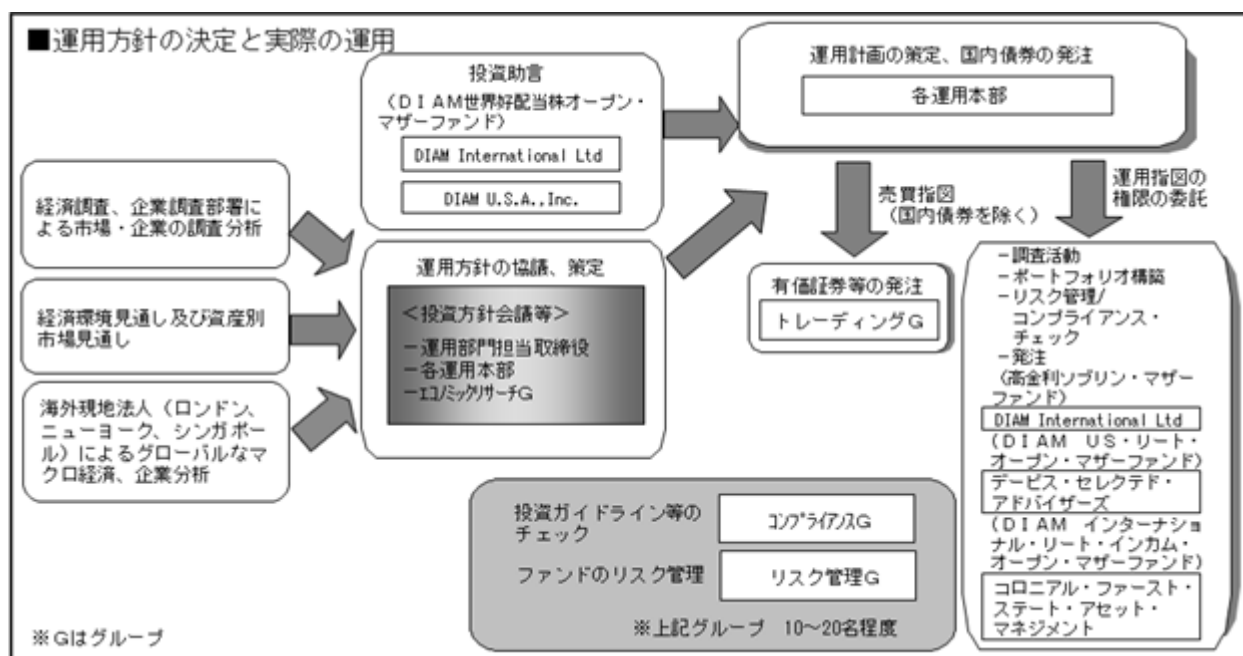 ■運用方針の決定と実際の運用
投資助言
（ＤＩＡＭ世界好配当株オープン・
マザーファンド）
DIAM International Ltd
DIAM U.S.A.,Inc.
運用計画の策定、国内債券の発注
各運用本部
経済調査、企業調査部署に
よる市場・企業の調査分析
経済環境見通し及び資産別
市場見通し
海外現地法人（ロンドン、
ニューヨーク、シンガポー
ル）によるグローバルなマ
クロ経済、企業分析
運用方針の協議、策定
＜投資方針会議等＞
－運用部門担当取締役
－各運用本部
－ｴｺﾉﾐｯｸﾘｻｰﾁG
売買指図
（国内債券を除く）
運用指図の
権限の委託
有価証券等の発注
トレーディングＧ
－調査活動
－ポートフォリオ構築
－リスク管理/
コンプライアンス・
チェック
－発注
（高金利ソブリン・マザー
ファンド）
DIAM International Ltd
（ＤＩＡＭ　ＵＳ・リート・
オープン・マザーファンド）
デービス・セレクテド・
アドバイザーズ
（ＤＩＡＭ　インターナショ
ナル・リート・インカム・
オープン・マザーファンド）
コロニアル・ファースト・
ステート・アセット・
マネジメント
投資ガイドライン等の
チェック
ｺﾝﾌﾟﾗｲｱﾝｽG
ファンドのリスク管理
リスク管理Ｇ
※上記グループ　10～20名程度
※Ｇはグループ